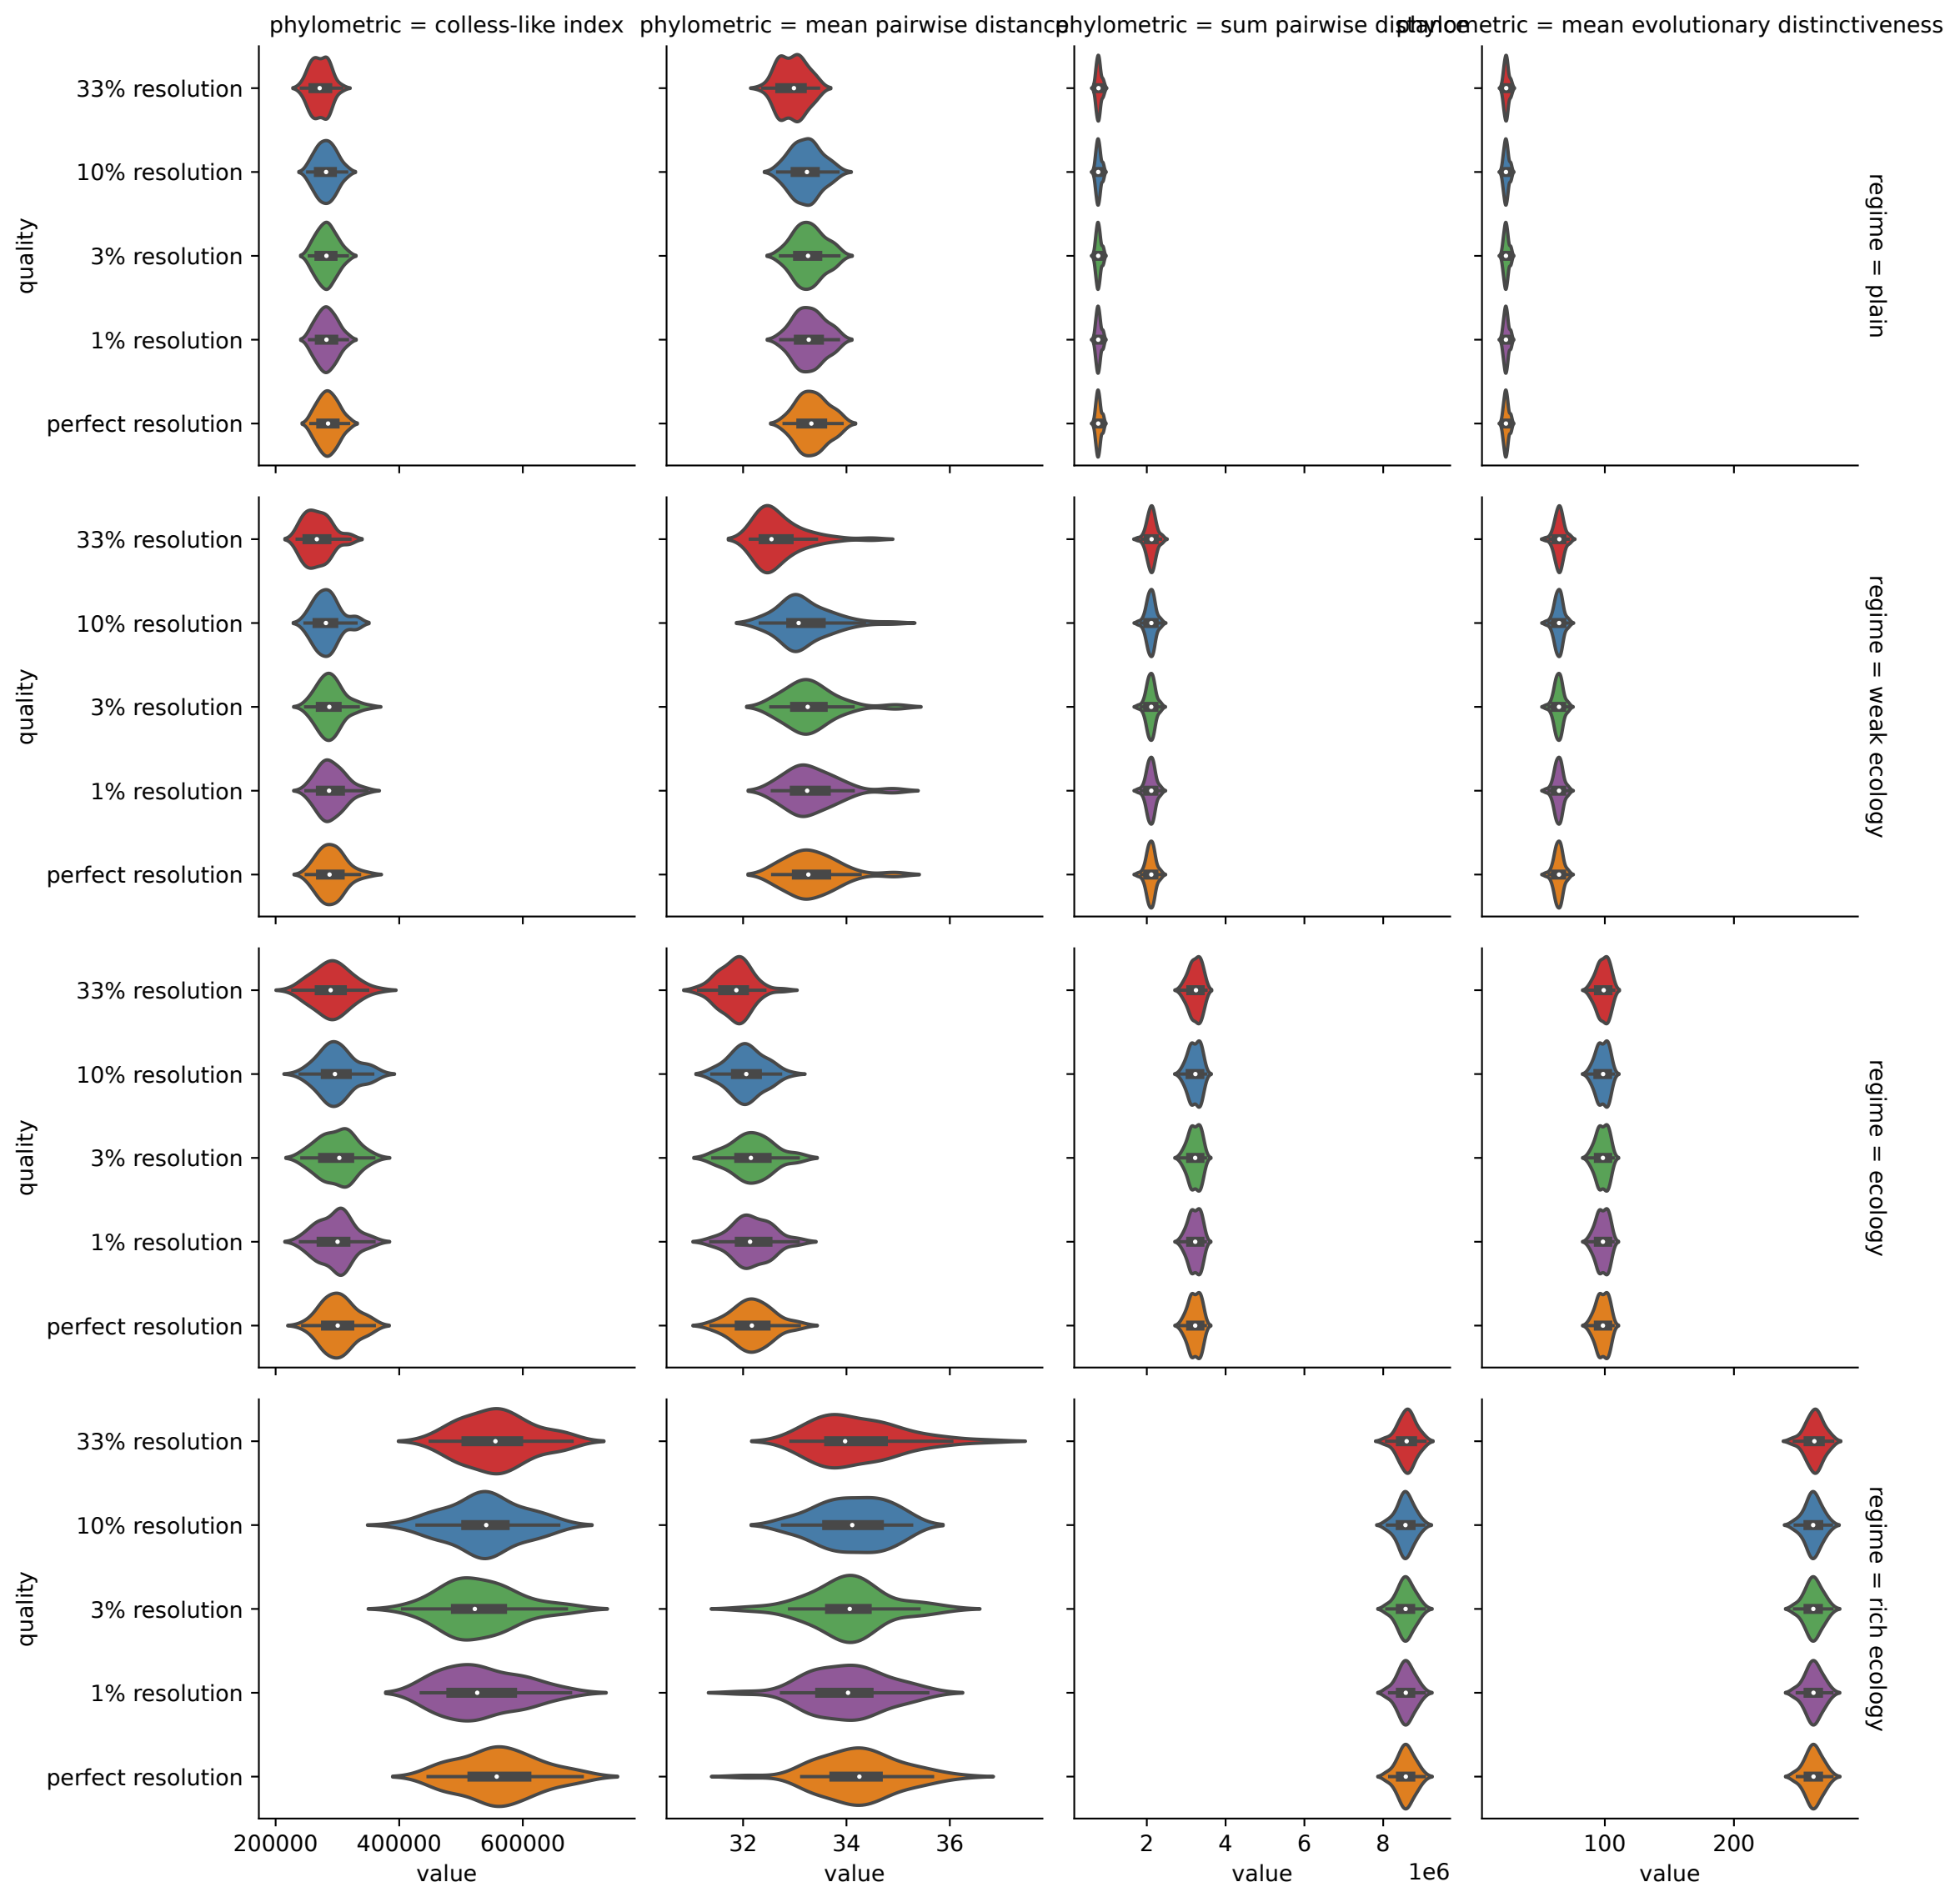 phylometric = colless-like index
phylometric = mean pairwise distance
phylometric = sum pairwise distance
phylometric = mean evolutionary distinctiveness
33% resolution
10% resolution
3% resolution
1% resolution
perfect resolution
quality
regime = plain
33% resolution
10% resolution
3% resolution
1% resolution
perfect resolution
quality
regime = weak ecology
33% resolution
10% resolution
3% resolution
1% resolution
perfect resolution
quality
regime = ecology
33% resolution
10% resolution
3% resolution
1% resolution
perfect resolution
quality
regime = rich ecology
200000 400000 600000
value
32 34 36
value
2 4 6 8
1e6
value
100 200
value